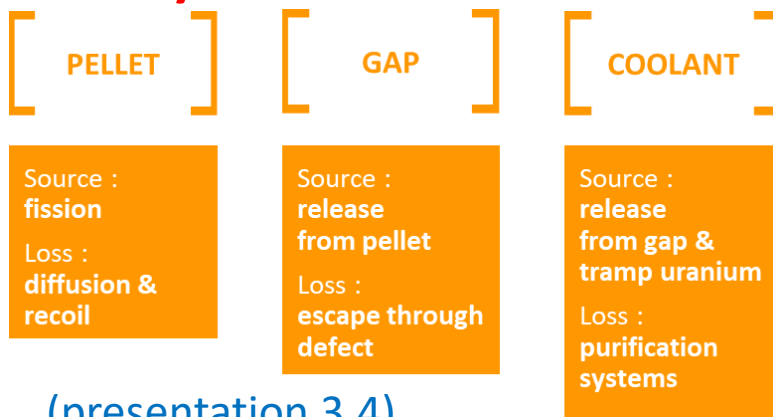 PELLET
Source :
fission
Loss :
diffusion &
recoil
GAP
Source :
release
from pellet
Loss :
escape through
defect
COOLANT
Source :
release
from gap &
tramp uranium
Loss :
purification
systems
(presentation 3.4)